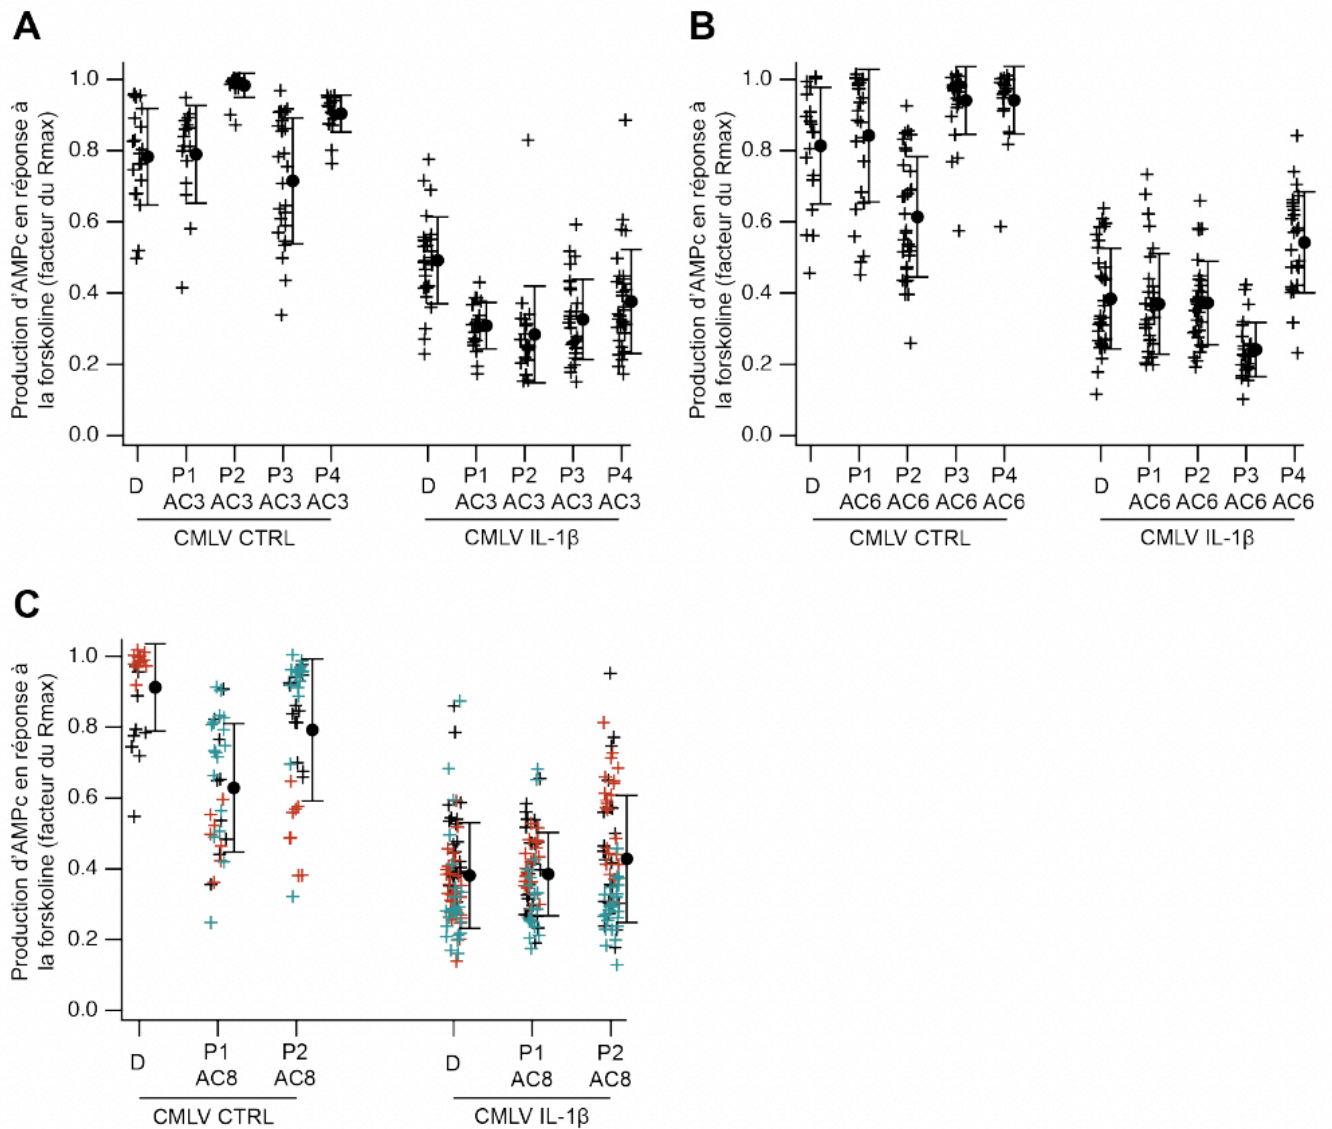 A
Production d'AMPc en réponse à
la forskoline (facteur du Rmax)
1.0
0.8
0.6
0.4
0.2
0.0
D P1 P2 P3 P4 D P1 P2 P3 P4
AC3 AC3 AC3 AC3 AC3 AC3 AC3 AC3
CMLV CTRL CMLV IL-1β
B
Production d'AMPc en réponse à
la forskoline (facteur du Rmax)
1.0
0.8
0.6
0.4
0.2
0.0
D P1 P2 P3 P4 D P1 P2 P3 P4
AC6 AC6 AC6 AC6 AC6 AC6 AC6 AC6
CMLV CTRL CMLV IL-1β
C
Production d'AMPc en réponse à
la forskoline (facteur du Rmax)
1.0
0.8
0.6
0.4
0.2
0.0
D P1 P2 D P1 P2
AC8 AC8 AC8 AC8
CMLV CTRL CMLV IL-1β